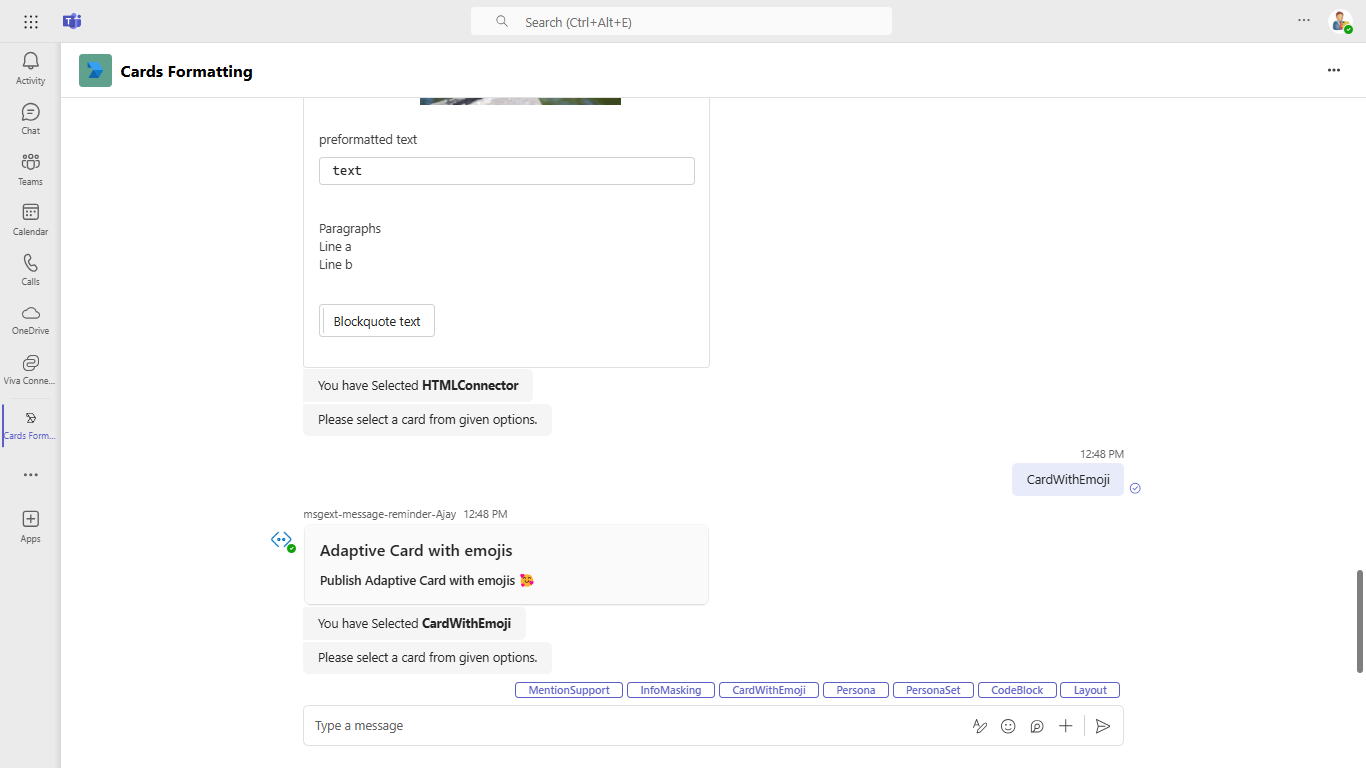 Search (Ctrl+Alt+E)
Activity
Chat
Teams
Calendar
Calls
OneDrive
Viva Conne...
Cards Form...
Apps
Cards Formatting
preformatted text
text
Paragraphs
Line a
Line b
Blockquote text
You have Selected HTMLConnector
Please select a card from given options.
12:48 PM
CardWithEmoji
msgext-message-reminder-Ajay 12:48 PM
Adaptive Card with emojis
Publish Adaptive Card with emojis 🥰
You have Selected CardWithEmoji
Please select a card from given options.
MentionSupport InfoMasking CardWithEmoji Persona PersonaSet CodeBlock Layout
Type a message